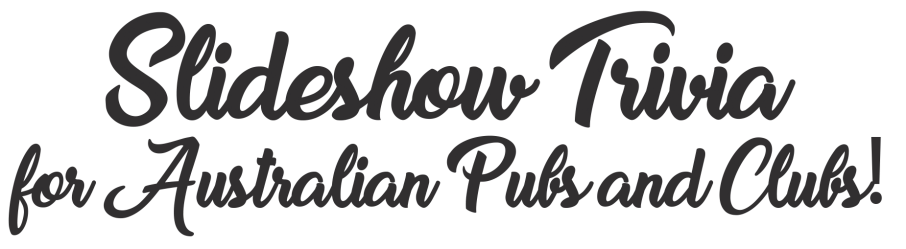 Slideshow Trivia
for Australian Pubs and Clubs!